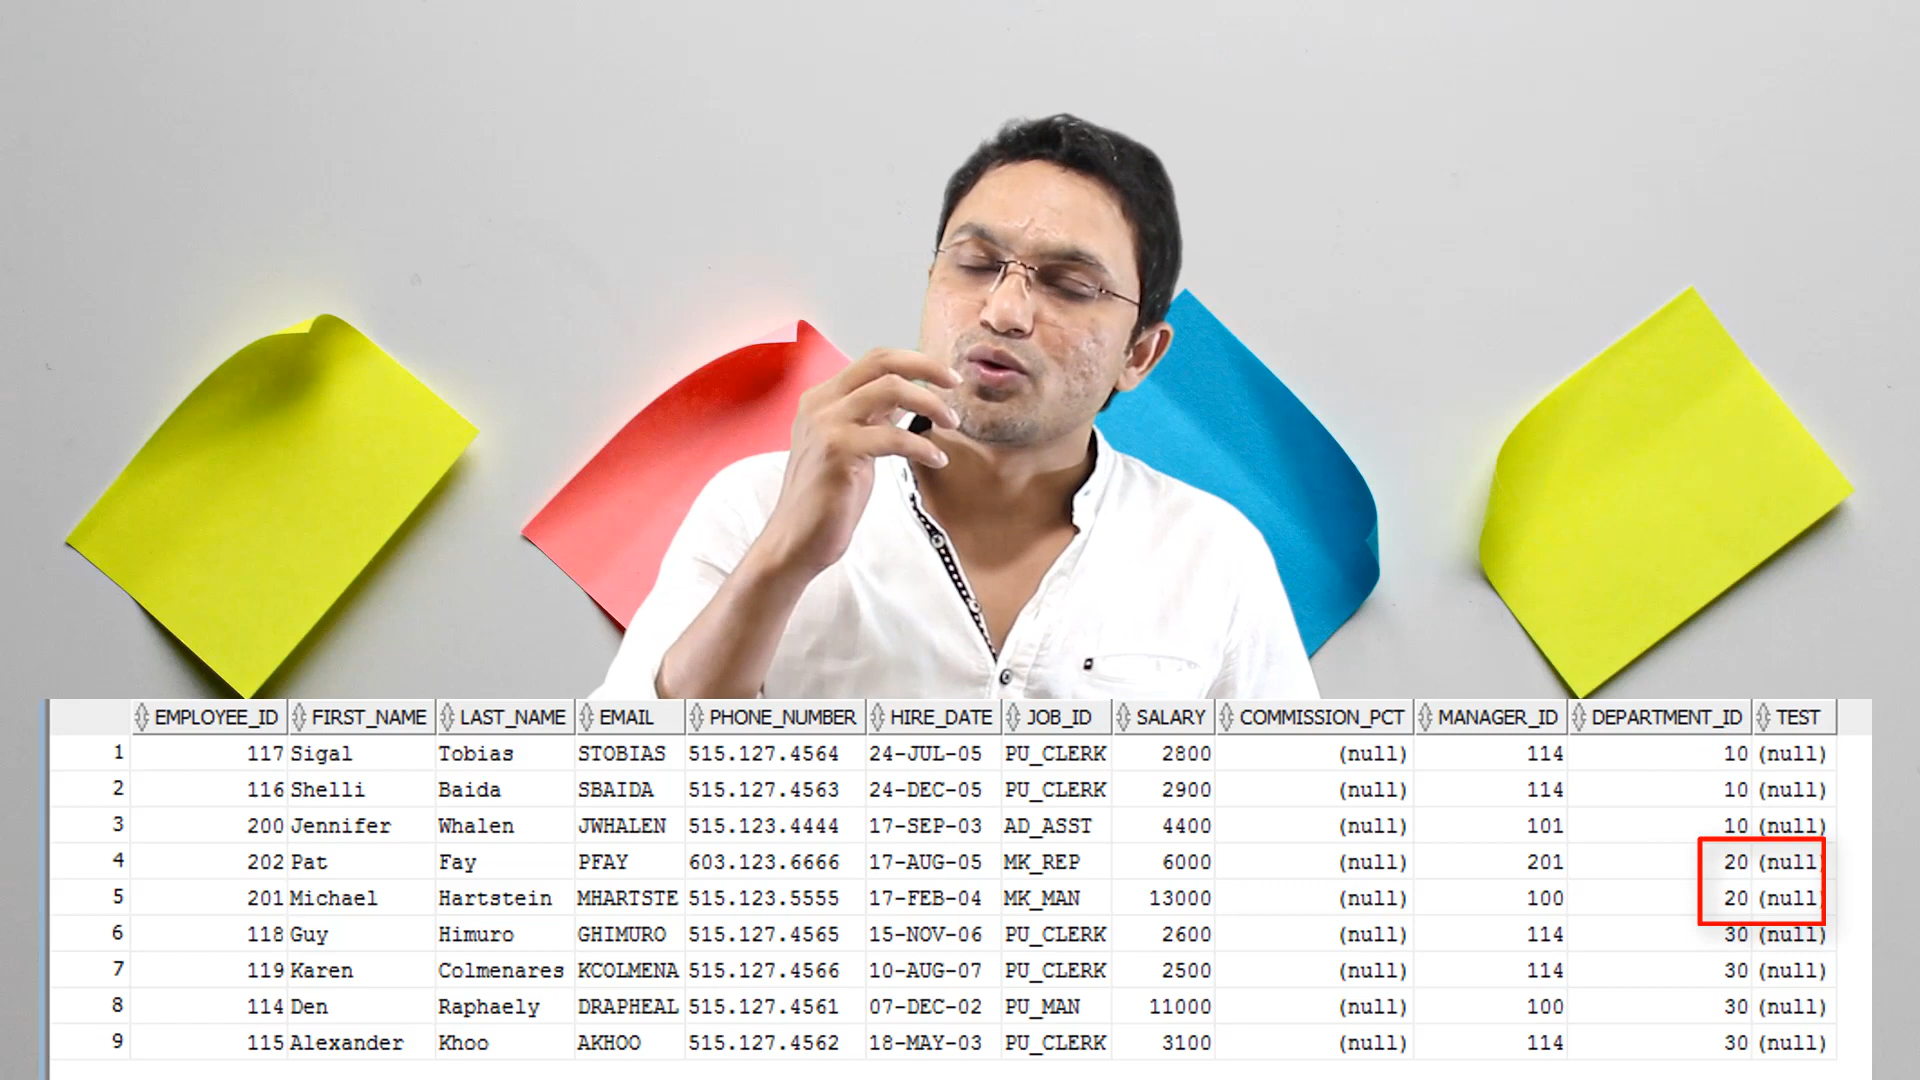 EMPLOYEE_ID FIRST_NAME LAST_NAME EMAIL PHONE_NUMBER HIRE_DATE JOB_ID SALARY COMMISSION_PCT MANAGER_ID DEPARTMENT_ID TEST
1 117 Sigal Tobias STOBIAS 515.127.4564 24-JUL-05 PU_CLERK 2800 (null) 114 10 (null)
2 116 Shelli Baida SBAIDA 515.127.4563 24-DEC-05 PU_CLERK 2900 (null) 114 10 (null)
3 200 Jennifer Whalen JWHALEN 515.123.4444 17-SEP-03 AD_ASST 4400 (null) 101 10 (null)
4 202 Pat Fay PFAY 603.123.6666 17-AUG-05 MK_REP 6000 (null) 201 20 (null)
5 201 Michael Hartstein MHARTSTE 515.123.5555 17-FEB-04 MK_MAN 13000 (null) 100 20 (null)
6 118 Guy Himuro GHIMURO 515.127.4565 15-NOV-06 PU_CLERK 2600 (null) 114 30 (null)
7 119 Karen Colmenares KCOLMENA 515.127.4566 10-AUG-07 PU_CLERK 2500 (null) 114 30 (null)
8 114 Den Raphaely DRAPHEAL 515.127.4561 07-DEC-02 PU_MAN 11000 (null) 100 30 (null)
9 115 Alexander Khoo AKHOO 515.127.4562 18-MAY-03 PU_CLERK 3100 (null) 114 30 (null)